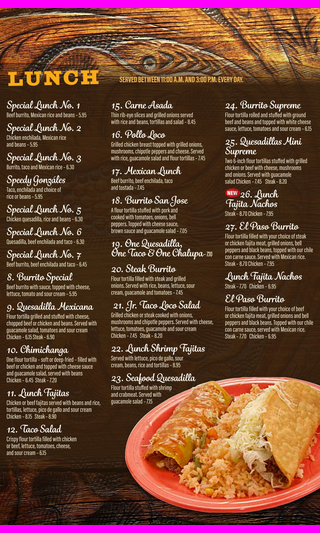 LUNCH
SERVED BETWEEN 11:00 A.M. AND 3:00 P.M. EVERY DAY.
Special Lunch No. 1
Beef burrito, Mexican rice and beans - 5.95
Special Lunch No. 2
Chicken enchilada, Mexican rice
and beans - 5.95
Special Lunch No. 3
Burrito, taco and Mexican rice - 6.30
Speedy Gonzales
Taco, enchilada and choice of
rice or beans - 5.95
Special Lunch No. 5
Chicken quesadilla, rice and beans - 6.30
Special Lunch No. 6
Quesadilla, beef enchilada and taco - 6.30
Special Lunch No. 7
Beef burrito, beef enchilada and taco - 6.45
8. Burrito Special
Beef burrito with sauce, topped with cheese,
lettuce, tomato and sour cream - 5.95
9. Quesadilla Mexicana
Flour tortilla grilled and stuffed with cheese,
chopped beef or chicken and beans. Served with
guacamole salad, tomatoes and sour cream
Chicken - 6.15 Steak - 8.90
10. Chimichanga
One flour tortilla - soft or deep-fried - filled with
beef or chicken and topped with cheese sauce
and guacamole salad, served with beans
Chicken - 6.45 Steak - 7.20
11. Lunch Fajitas
Chicken or beef fajitas served with beans and rice,
tortillas, lettuce, pico de gallo and sour cream
Chicken - 8.15 Steak - 8.90
12. Taco Salad
Crispy flour tortilla filled with chicken
or beef, lettuce, tomatoes, cheese,
and sour cream - 6.15
15. Carne Asada
Thin rib-eye slices and grilled onions served
with rice and beans, tortillas and salad - 8.45
16. Pollo Loco
Grilled chicken breast topped with grilled onions,
mushrooms, chipotle peppers and cheese. Served
with rice, guacamole salad and flour tortillas - 7.45
17. Mexican Lunch
Beef burrito, beef enchilada, taco
and tostada - 7.45
18. Burrito San Jose
A flour tortilla stuffed with pork and
cooked with tomatoes, onions, bell
peppers. Topped with cheese sauce,
brown sauce and guacamole salad - 7.05
19. One Quesadilla,
One Taco & One Chalupa
20. Steak Burrito
Flour tortilla filled with steak and grilled
onions. Served with rice, beans, lettuce, sour
cream, tomatoes and guacamole salad
21. Jr. Taco Loco Salad
Grilled chicken or steak cooked with onions,
mushrooms and chipotle peppers. Served with cheese,
lettuce, tomatoes, guacamole and sour cream
Chicken - 7.45 Steak - 8.20
22. Lunch Shrimp Fajitas
Served with lettuce, pico de gallo, sour
cream, beans, rice and tortillas - 8.95
23. Seafood Quesadilla
Flour tortilla stuffed with shrimp
and crabmeat. Served with
guacamole salad - 7.15
24. Burrito Supreme
Flour tortilla rolled and stuffed with ground
beef and beans and topped with white cheese
sauce, lettuce, tomatoes and sour cream - 6.15
25. Quesadillas Mini
Supreme
Two 6-inch flour tortillas stuffed with grilled
chicken or steak and cheese, mushrooms
and onions. Served with guacamole
salad Chicken - 7.45 Steak - 8.20
NEW
26. Lunch
Fajita Nachos
Steak - 8.70 Chicken - 7.95
27. El Paso Burrito
Flour tortilla filled with your choice of steak
or chicken fajita meat, grilled onions, bell
peppers and black beans; topped with our chile
con carne sauce. Served with Mexican rice.
Steak - 8.70 Chicken - 7.95
Lunch Fajita Nachos
Steak - 7.70 Chicken - 6.95
El Paso Burrito
Flour tortilla filled with your choice of beef
or chicken fajita meat, grilled onions and bell
peppers and black beans. Topped with our chile
con carne sauce, served with Mexican rice.
Steak - 7.70 Chicken - 6.95